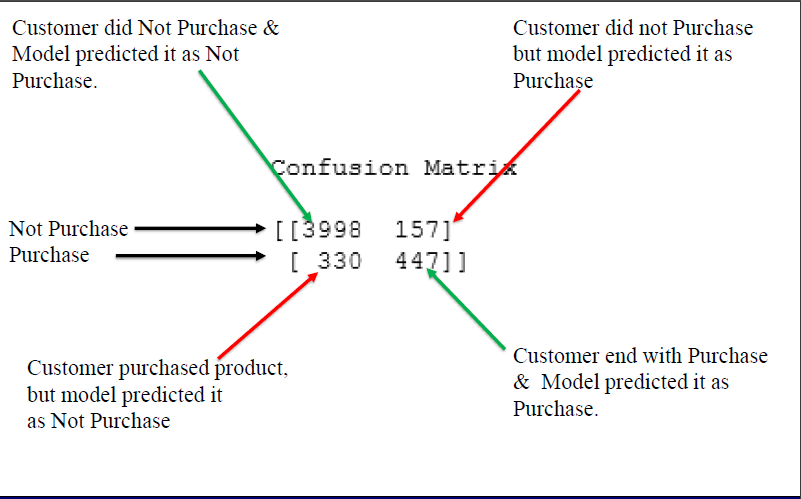 Customer did Not Purchase &
Model predicted it as Not
Purchase.
Customer did not Purchase
but model predicted it as
Purchase
Confusion Matrix
Not Purchase
[[3998 157]
Purchase
[ 330 447]]
Customer purchased product,
but model predicted it
as Not Purchase
Customer end with Purchase
& Model predicted it as
Purchase.